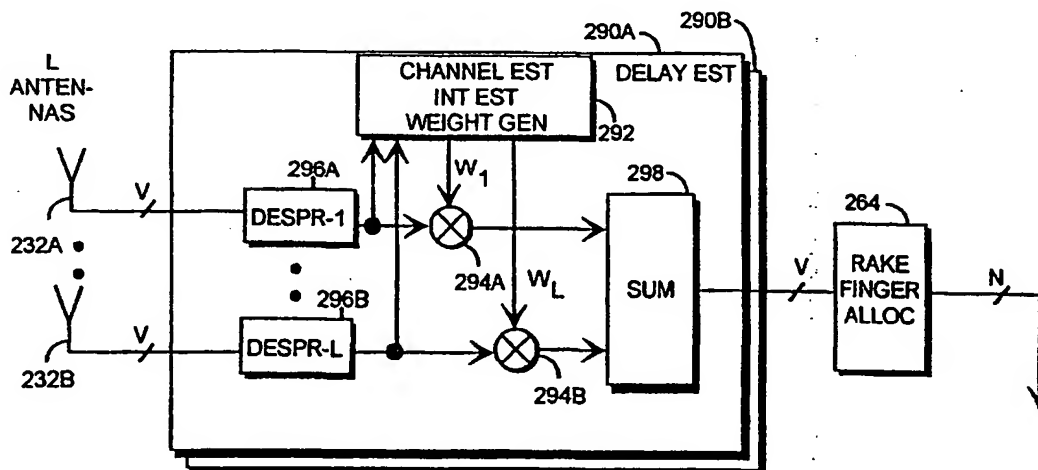 290B
290A
L
ANTEN-
NAS
CHANNEL EST
INT EST
WEIGHT GEN
292
DELAY EST
V
232A
296A
DESPR-1
W1
294A
298
SUM
264
RAKE
FINGER
ALLOC
V
N
296B
WL
V
DESPR-L
232B
294B